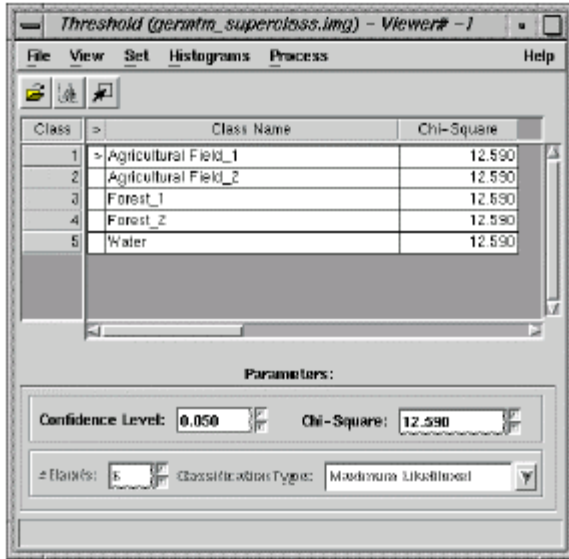 Threshold (germtm_superclass.img) - Viewer# -1
File View Set Histograms Process Help
Class > Class Name Chi-Square
1 > Agricultural Field_1 12.590
2 Agricultural Field_2 12.590
3 Forest_1 12.590
4 Forest_2 12.590
5 Water 12.590
Parameters:
Confidence Level: 0.050 Chi-Square: 12.590
# Bands: 6 Classification Type: Maximum Likelihood